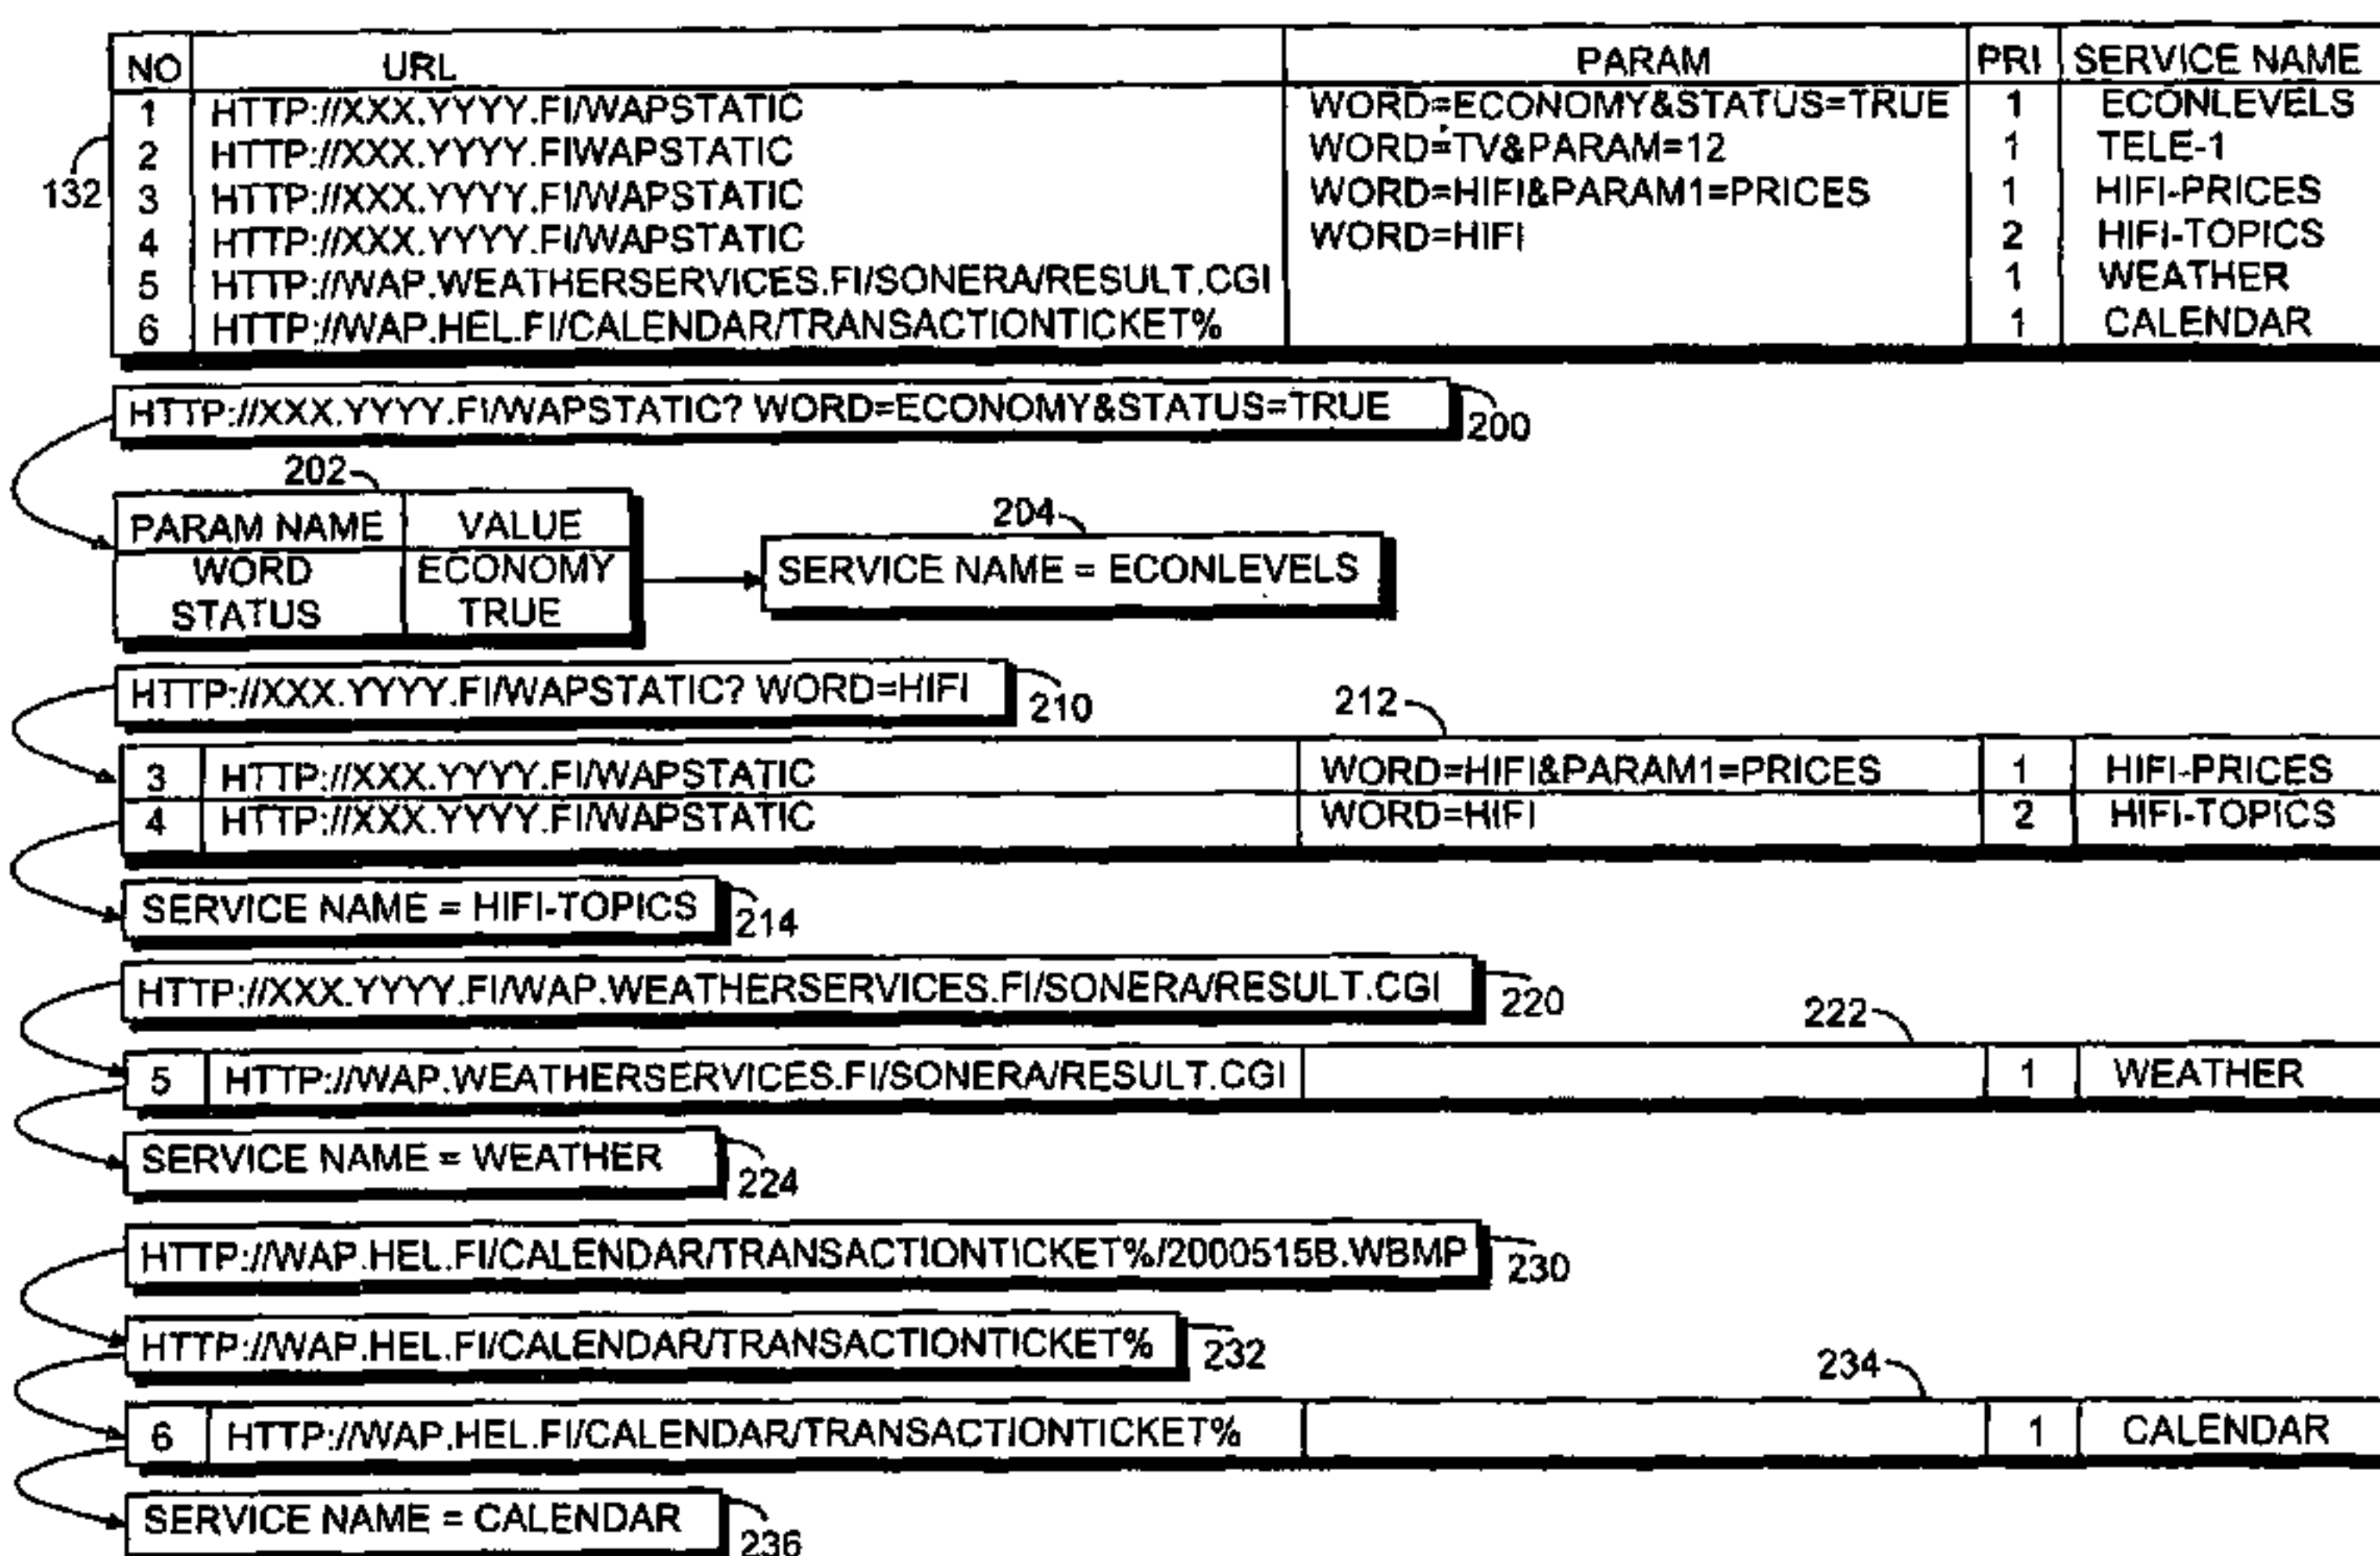 NO URL PARAM PRI SERVICE NAME
1 HTTP://XXX.YYYY.FI/WAPSTATIC WORD=ECONOMY&STATUS=TRUE 1 ECONLEVELS
2 HTTP://XXX.YYYY.FIWAPSTATIC WORD=TV&PARAM=12 1 TELE-1
132
3 HTTP://XXX.YYYY.FI/WAPSTATIC WORD=HIFI&PARAM1=PRICES 1 HIFI-PRICES
4 HTTP://XXX.YYYY.FI/WAPSTATIC WORD=HIFI 2 HIFI-TOPICS
5 HTTP://WAP.WEATHERSERVICES.FI/SONERA/RESULT.CGI 1 WEATHER
6 HTTP://WAP.HEL.FI/CALENDAR/TRANSACTIONTICKET% 1 CALENDAR
HTTP://XXX.YYYY.FI/WAPSTATIC? WORD=ECONOMY&STATUS=TRUE
200
202
PARAM NAME VALUE
WORD ECONOMY
STATUS TRUE
204
SERVICE NAME = ECONLEVELS
HTTP://XXX.YYYY.FI/WAPSTATIC? WORD=HIFI
210
212
3 HTTP://XXX.YYYY.FI/WAPSTATIC WORD=HIFI&PARAM1=PRICES 1 HIFI-PRICES
4 HTTP://XXX.YYYY.FI/WAPSTATIC WORD=HIFI 2 HIFI-TOPICS
SERVICE NAME = HIFI-TOPICS
214
HTTP://XXX.YYYY.FI/WAP.WEATHERSERVICES.FI/SONERA/RESULT.CGI
220
222
5 HTTP://WAP.WEATHERSERVICES.FI/SONERA/RESULT.CGI 1 WEATHER
SERVICE NAME = WEATHER
224
HTTP://WAP.HEL.FI/CALENDAR/TRANSACTIONTICKET%/2000515B.WBMP
230
HTTP://WAP.HEL.FI/CALENDAR/TRANSACTIONTICKET%
232
234
6 HTTP://WAP.HEL.FI/CALENDAR/TRANSACTIONTICKET% 1 CALENDAR
SERVICE NAME = CALENDAR
236